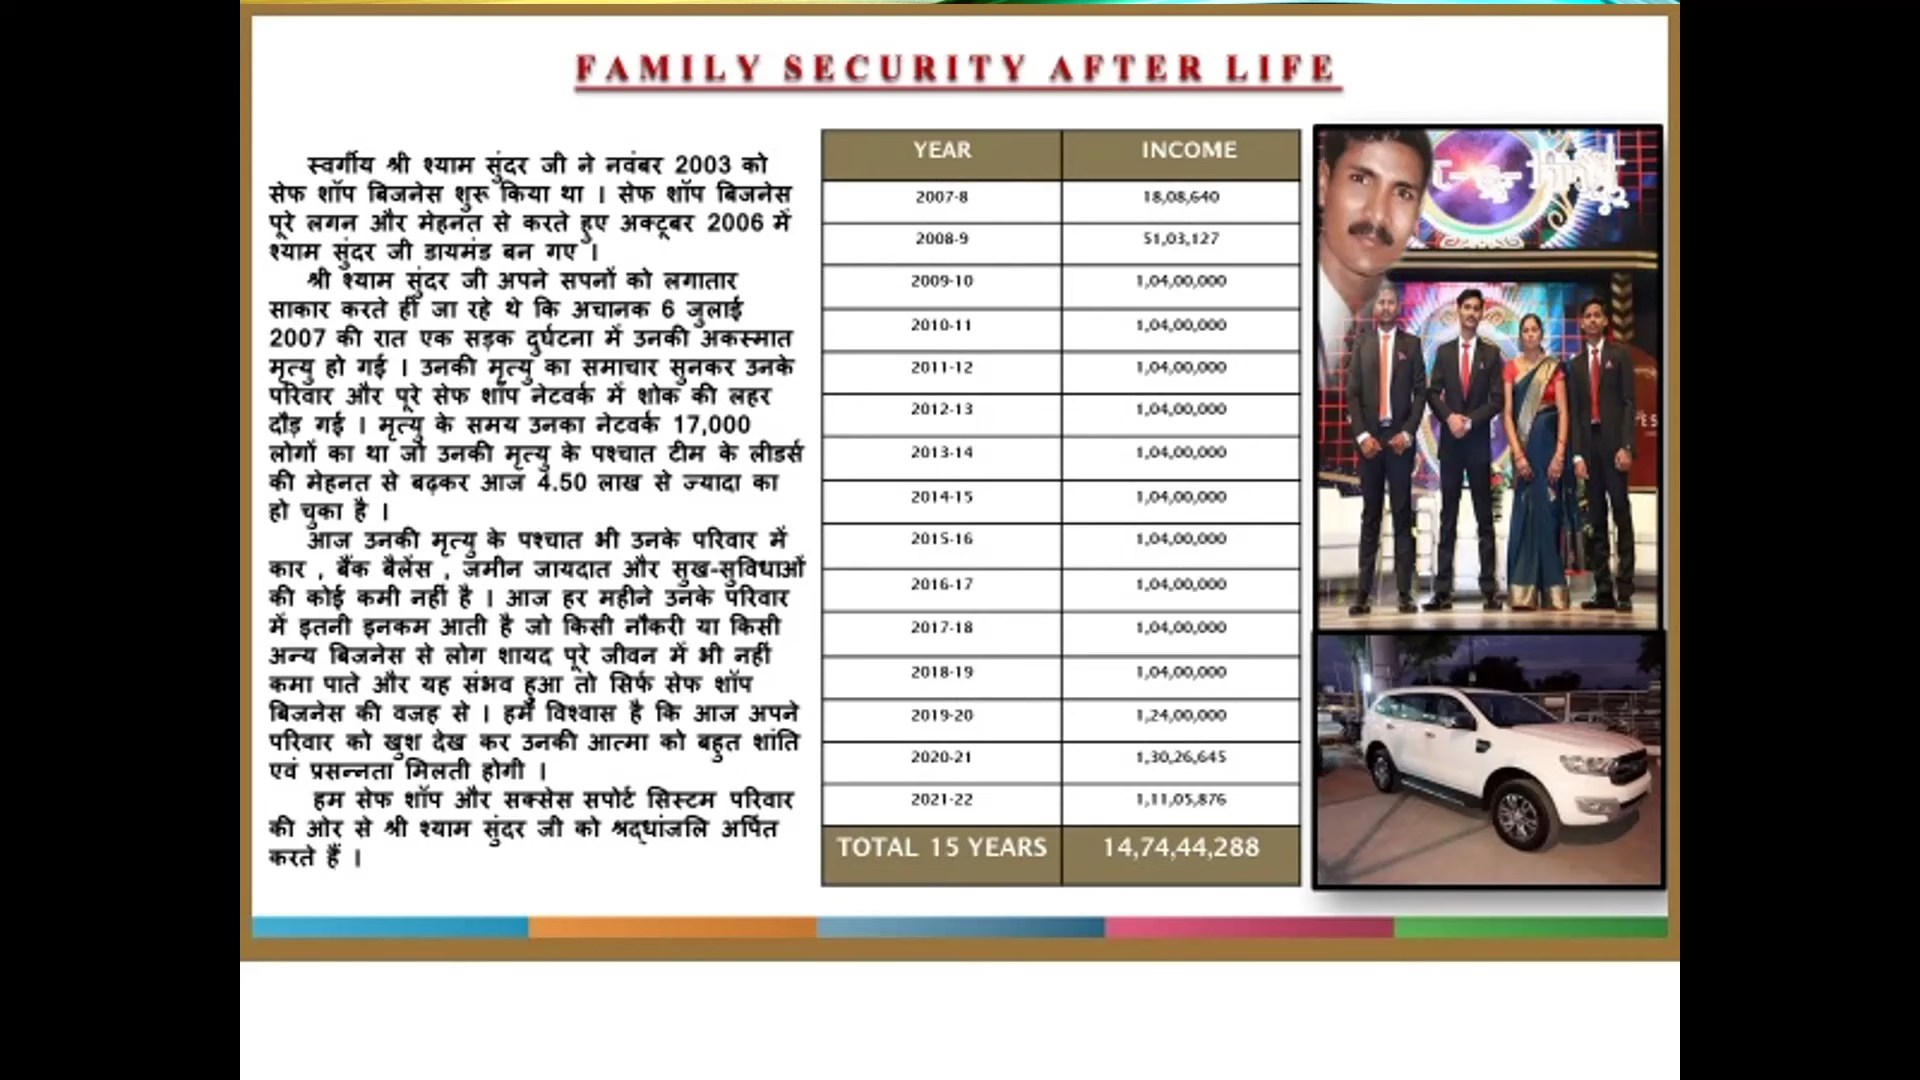 FAMILY SECURITY AFTER LIFE
स्वर्गीय श्री श्याम सुंदर जी ने नवंबर 2003 को
सेफ शॉप बिजनेस शुरू किया था । सेफ शॉप बिजनेस
पूरे लगन और मेहनत से करते हुए अक्टूबर 2006 में
श्याम सुंदर जी डायमंड बन गए ।
श्री श्याम सुंदर जी अपने सपनों को लगातार
साकार करते ही जा रहे थे कि अचानक 6 जुलाई
2007 की रात एक सड़क दुर्घटना में उनकी अकस्मात
मृत्यु हो गई । उनकी मृत्यु का समाचार सुनकर उनके
परिवार और पूरे सेफ शॉप नेटवर्क में शोक की लहर
दौड़ गई । मृत्यु के समय उनका नेटवर्क 17,000
लोगों का था जो उनकी मृत्यु के पश्चात टीम के लीडर्स
की मेहनत से बढ़कर आज 4.50 लाख से ज्यादा का
हो चुका है ।
आज उनकी मृत्यु के पश्चात भी उनके परिवार में
कार , बैंक बैलेंस , जमीन जायदात और सुख-सुविधाओं
की कोई कमी नहीं है । आज हर महीने उनके परिवार
में इतनी इनकम आती है जो किसी नौकरी या किसी
अन्य बिजनेस से लोग शायद पूरे जीवन में भी नहीं
कमा पाते और यह संभव हुआ तो सिर्फ सेफ शॉप
बिजनेस की वजह से । हमें विश्वास है कि आज अपने
परिवार को खुश देख कर उनकी आत्मा को बहुत शांति
एवं प्रसन्नता मिलती होगी ।
हम सेफ शॉप और सक्सेस सपोर्ट सिस्टम परिवार
की ओर से श्री श्याम सुंदर जी को श्रद्धांजलि अर्पित
करते हैं ।
YEAR INCOME
2007-8 18,08,640
2008-9 51,03,127
2009-10 1,04,00,000
2010-11 1,04,00,000
2011-12 1,04,00,000
2012-13 1,04,00,000
2013-14 1,04,00,000
2014-15 1,04,00,000
2015-16 1,04,00,000
2016-17 1,04,00,000
2017-18 1,04,00,000
2018-19 1,04,00,000
2019-20 1,24,00,000
2020-21 1,30,26,645
2021-22 1,11,05,876
TOTAL 15 YEARS 14,74,44,288